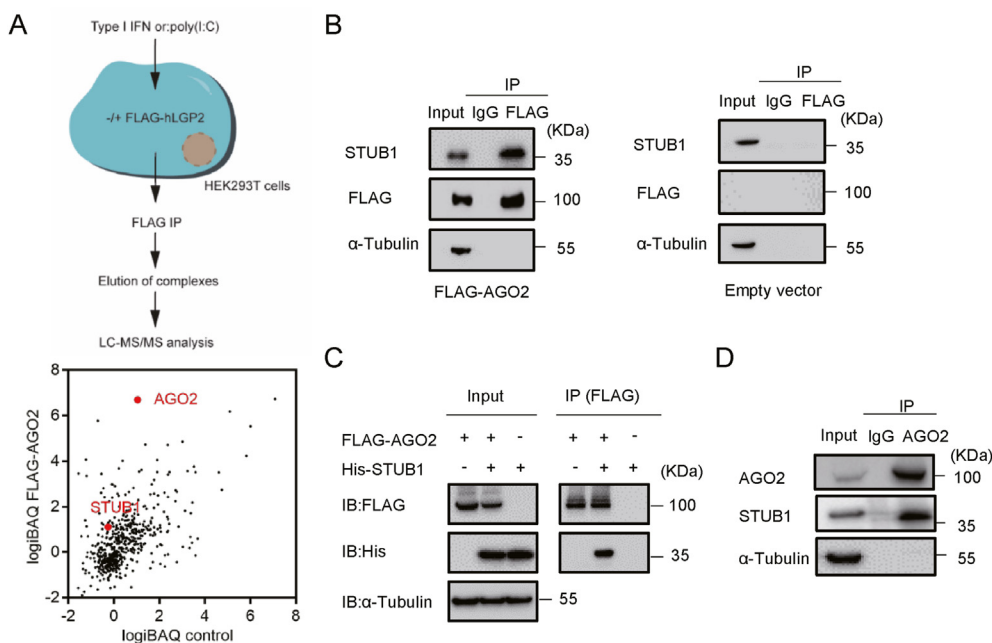 A
Type I IFN or:poly(I:C)
-/+ FLAG-hLGP2
HEK293T cells
FLAG IP
Elution of complexes
LC-MS/MS analysis
8
6
4
2
0
-2
logiBAQ FLAG-AGO2
AGO2
STUB1
-2 0 2 4 6 8
logiBAQ control
B
IP
Input IgG FLAG
(KDa)
STUB1
35
FLAG
100
α-Tubulin
55
FLAG-AGO2
IP
Input IgG FLAG
(KDa)
STUB1
35
FLAG
100
α-Tubulin
55
Empty vector
C
Input IP (FLAG)
FLAG-AGO2 + + - + + -
His-STUB1 - + + - + + (KDa)
IB:FLAG 100
IB:His 35
IB:α-Tubulin 55
D
IP
Input IgG AGO2
(KDa)
AGO2 100
STUB1 35
α-Tubulin 55